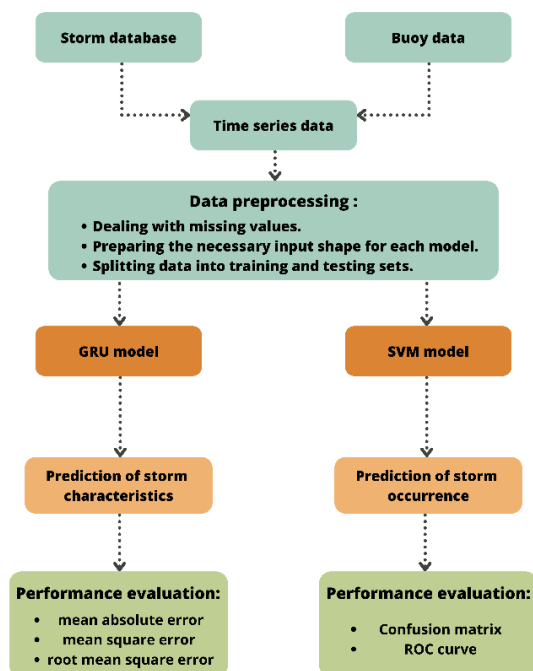 Storm database
Buoy data
Time series data
Data preprocessing :
• Dealing with missing values.
• Preparing the necessary input shape for each model.
• Splitting data into training and testing sets.
GRU model
SVM model
Prediction of storm
characteristics
Prediction of storm
occurrence
Performance evaluation:
• mean absolute error
• mean square error
• root mean square error
Performance evaluation:
• Confusion matrix
• ROC curve